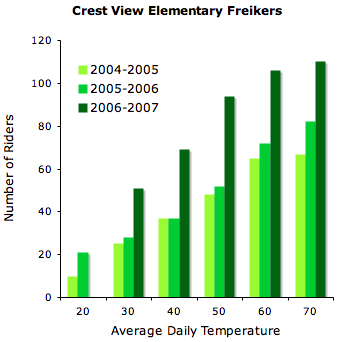 Crest View Elementary Freikers
120
100
80
60
40
20
0
2004-2005
2005-2006
2006-2007
Number of Riders
20 30 40 50 60 70
Average Daily Temperature